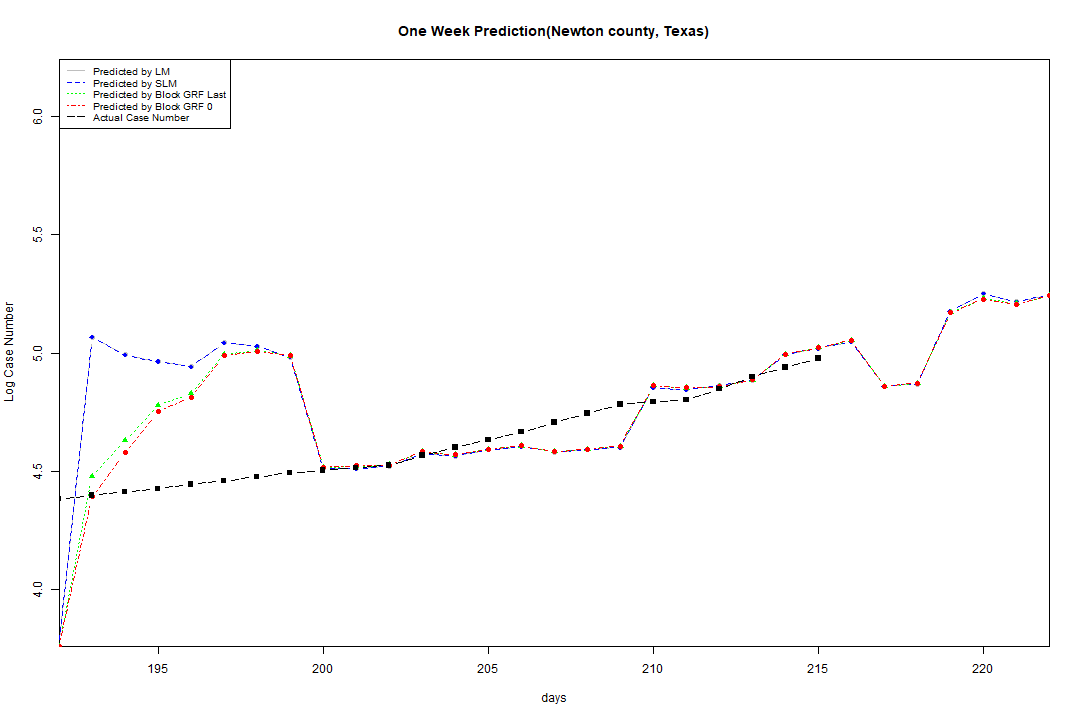 One Week Prediction(Newton county, Texas)
Predicted by LM
Predicted by SLM
Predicted by Block GRF Last
Predicted by Block GRF 0
Actual Case Number
6.0
5.5
5.0
4.5
4.0
Log Case Number
195 200 205 210 215 220
days